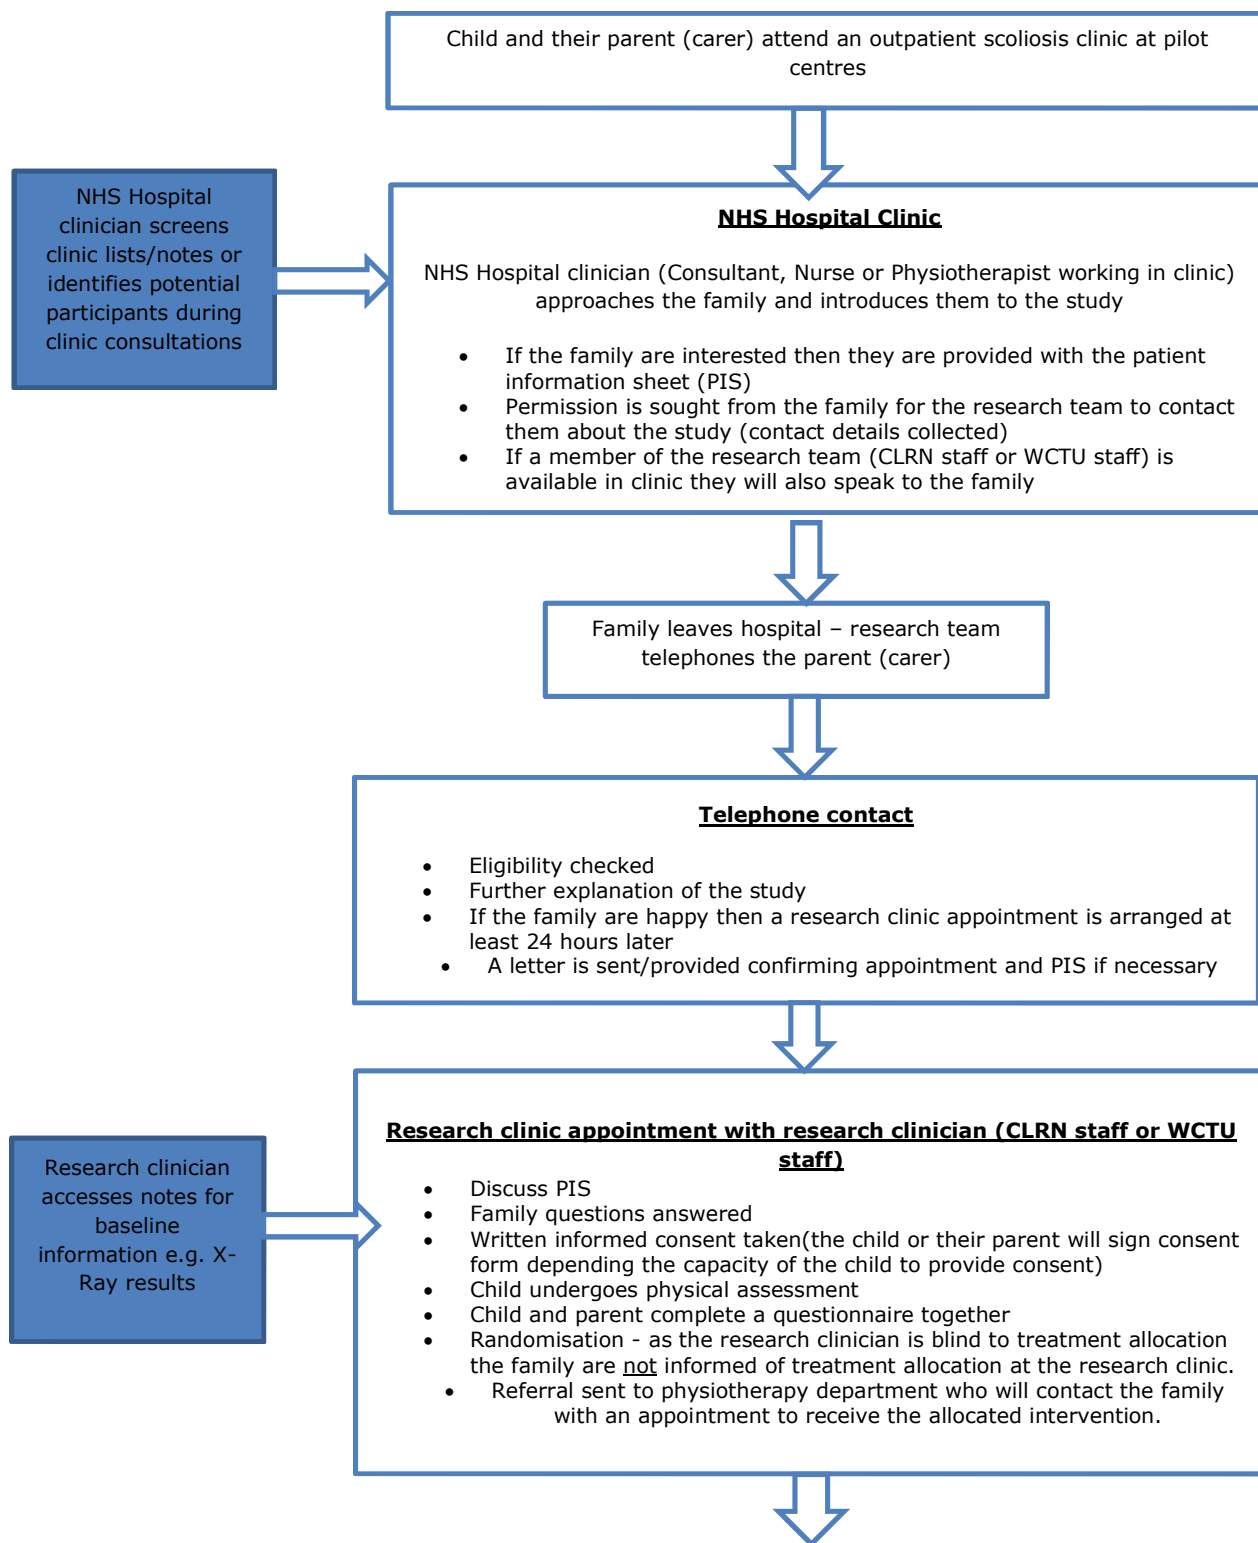 Child and their parent (carer) attend an outpatient scoliosis clinic at pilot
centres
NHS Hospital
clinician screens
clinic lists/notes or
identifies potential
participants during
clinic consultations
NHS Hospital Clinic
NHS Hospital clinician (Consultant, Nurse or Physiotherapist working in clinic)
approaches the family and introduces them to the study
• If the family are interested then they are provided with the patient
information sheet (PIS)
• Permission is sought from the family for the research team to contact
them about the study (contact details collected)
• If a member of the research team (CLRN staff or WCTU staff) is
available in clinic they will also speak to the family
Family leaves hospital – research team
telephones the parent (carer)
Telephone contact
• Eligibility checked
• Further explanation of the study
• If the family are happy then a research clinic appointment is arranged at
least 24 hours later
• A letter is sent/provided confirming appointment and PIS if necessary
Research clinician
accesses notes for
baseline
information e.g. X-
Ray results
Research clinic appointment with research clinician (CLRN staff or WCTU
staff)
• Discuss PIS
• Family questions answered
• Written informed consent taken(the child or their parent will sign consent
form depending the capacity of the child to provide consent)
• Child undergoes physical assessment
• Child and parent complete a questionnaire together
• Randomisation - as the research clinician is blind to treatment allocation
the family are not informed of treatment allocation at the research clinic.
• Referral sent to physiotherapy department who will contact the family
with an appointment to receive the allocated intervention.